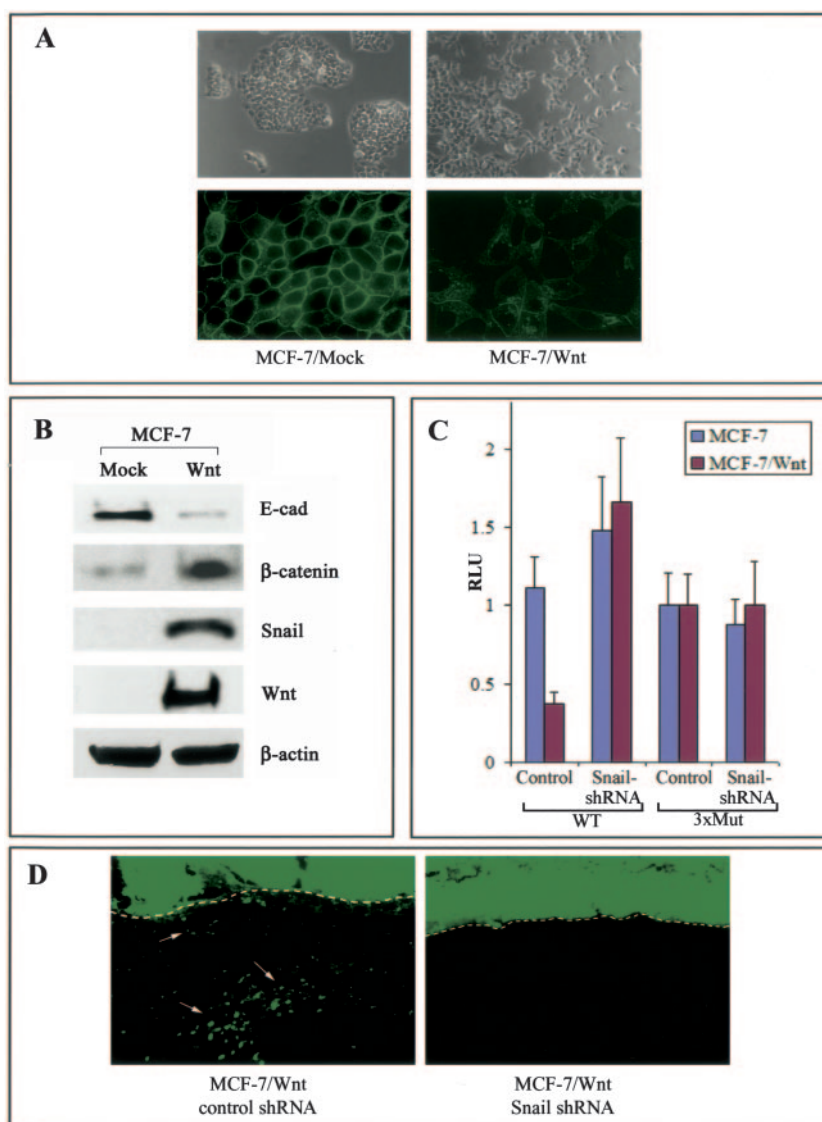 A
MCF-7/Mock MCF-7/Wnt
B
MCF-7
Mock Wnt
E-cad
β-catenin
Snail
Wnt
β-actin
C
MCF-7
MCF-7/Wnt
RLU
2
1.5
1
0.5
0
Control Snail-shRNA Control Snail-shRNA
WT 3xMut
D
MCF-7/Wnt
control shRNA
MCF-7/Wnt
Snail shRNA